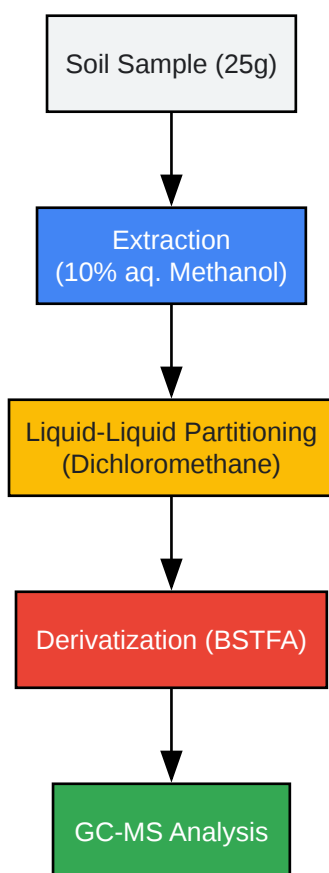 Soil Sample (25g)
Extraction
(10% aq. Methanol)
Liquid-Liquid Partitioning
(Dichloromethane)
Derivatization (BSTFA)
GC-MS Analysis